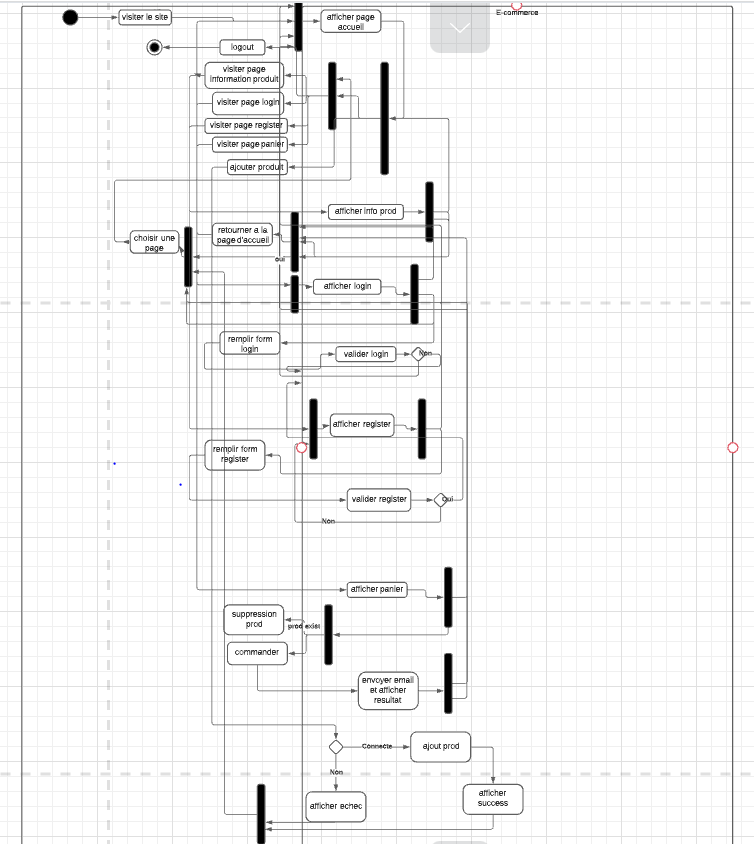 E-commerce
visiter le site
afficher page
accueil
logout
visiter page
information produit
visiter page login
visiter page register
visiter page panier
ajouter produit
afficher info prod
choisir une
page
retourner a la
page d'accueil
oui
afficher login
remplir form
login
valider login
Non
afficher register
remplir form
register
valider register
Oui
Non
afficher panier
suppression
prod
prod exist
commander
envoyer email
et afficher
resultat
Connecte
ajout prod
Non
afficher echec
afficher
success